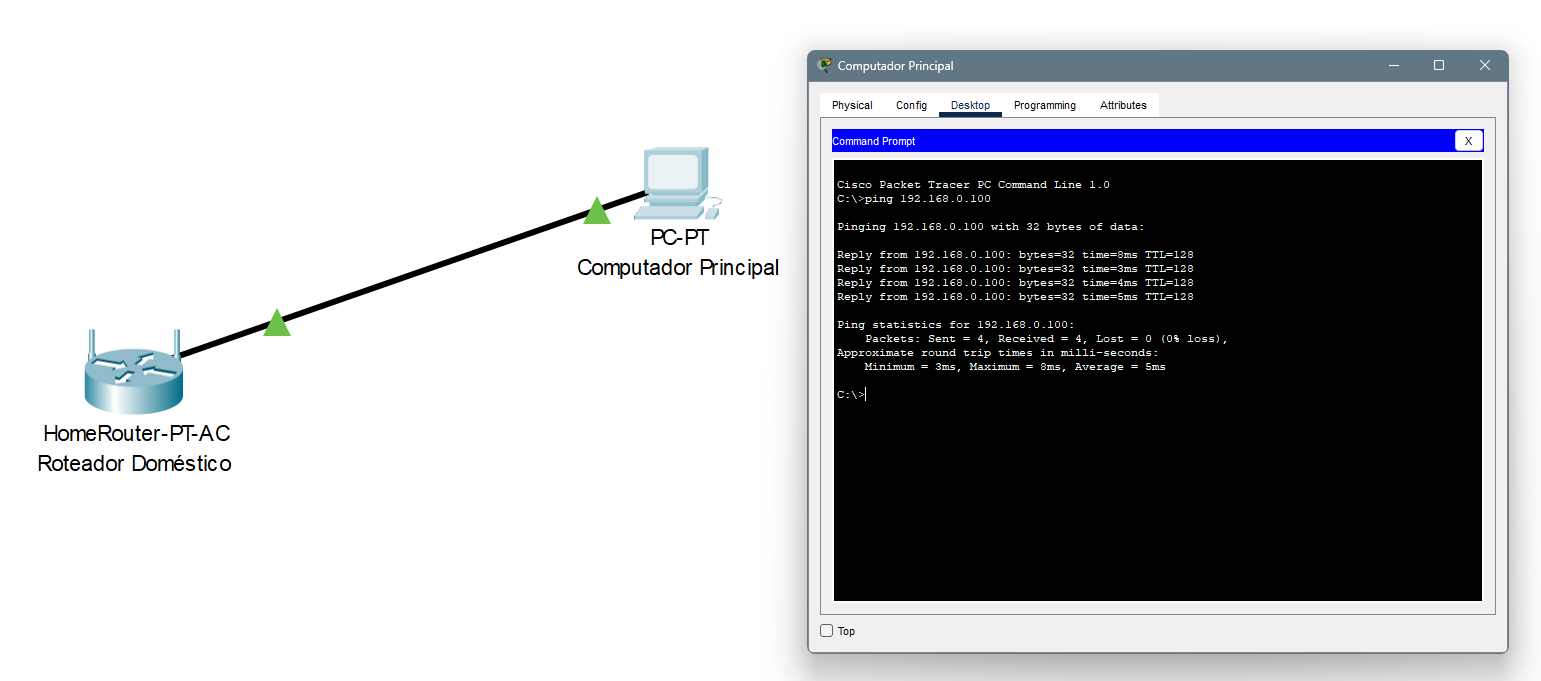 PC-PT
Computador Principal
HomeRouter-PT-AC
Roteador Doméstico
Computador Principal
Physical Config Desktop Programming Attributes
Command Prompt X
Cisco Packet Tracer PC Command Line 1.0
C:\>ping 192.168.0.100
Pinging 192.168.0.100 with 32 bytes of data:
Reply from 192.168.0.100: bytes=32 time=8ms TTL=128
Reply from 192.168.0.100: bytes=32 time=3ms TTL=128
Reply from 192.168.0.100: bytes=32 time=4ms TTL=128
Reply from 192.168.0.100: bytes=32 time=5ms TTL=128
Ping statistics for 192.168.0.100:
Packets: Sent = 4, Received = 4, Lost = 0 (0% loss),
Approximate round trip times in milli-seconds:
Minimum = 3ms, Maximum = 8ms, Average = 5ms
C:\>
Top